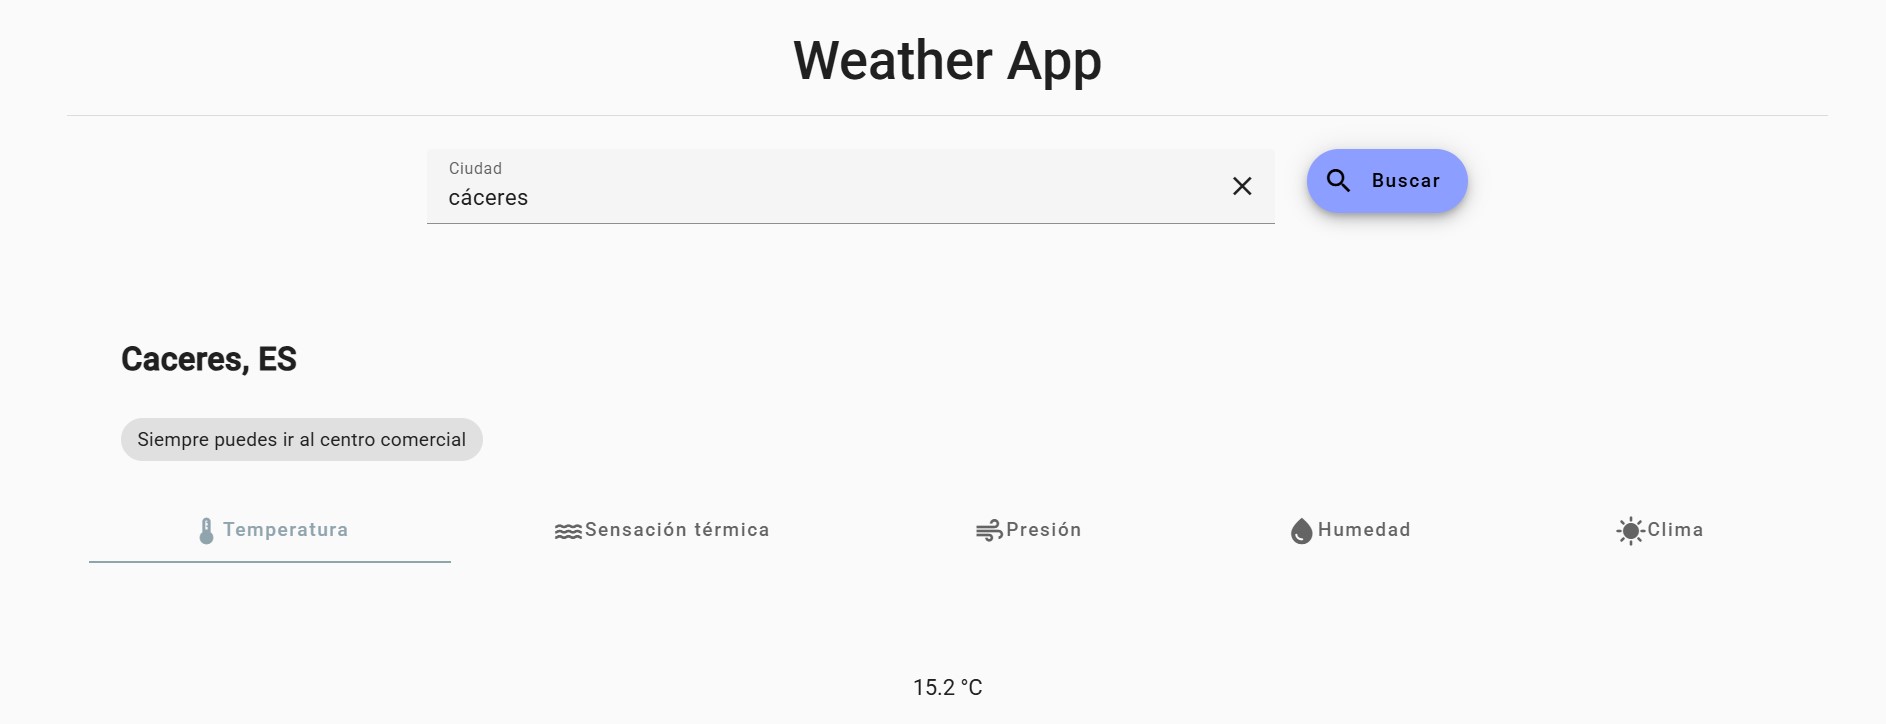 Weather App
Ciudad
cáceres
Buscar
Caceres, ES
Siempre puedes ir al centro comercial
Temperatura
Sensación térmica
Presión
Humedad
Clima
15.2 °C